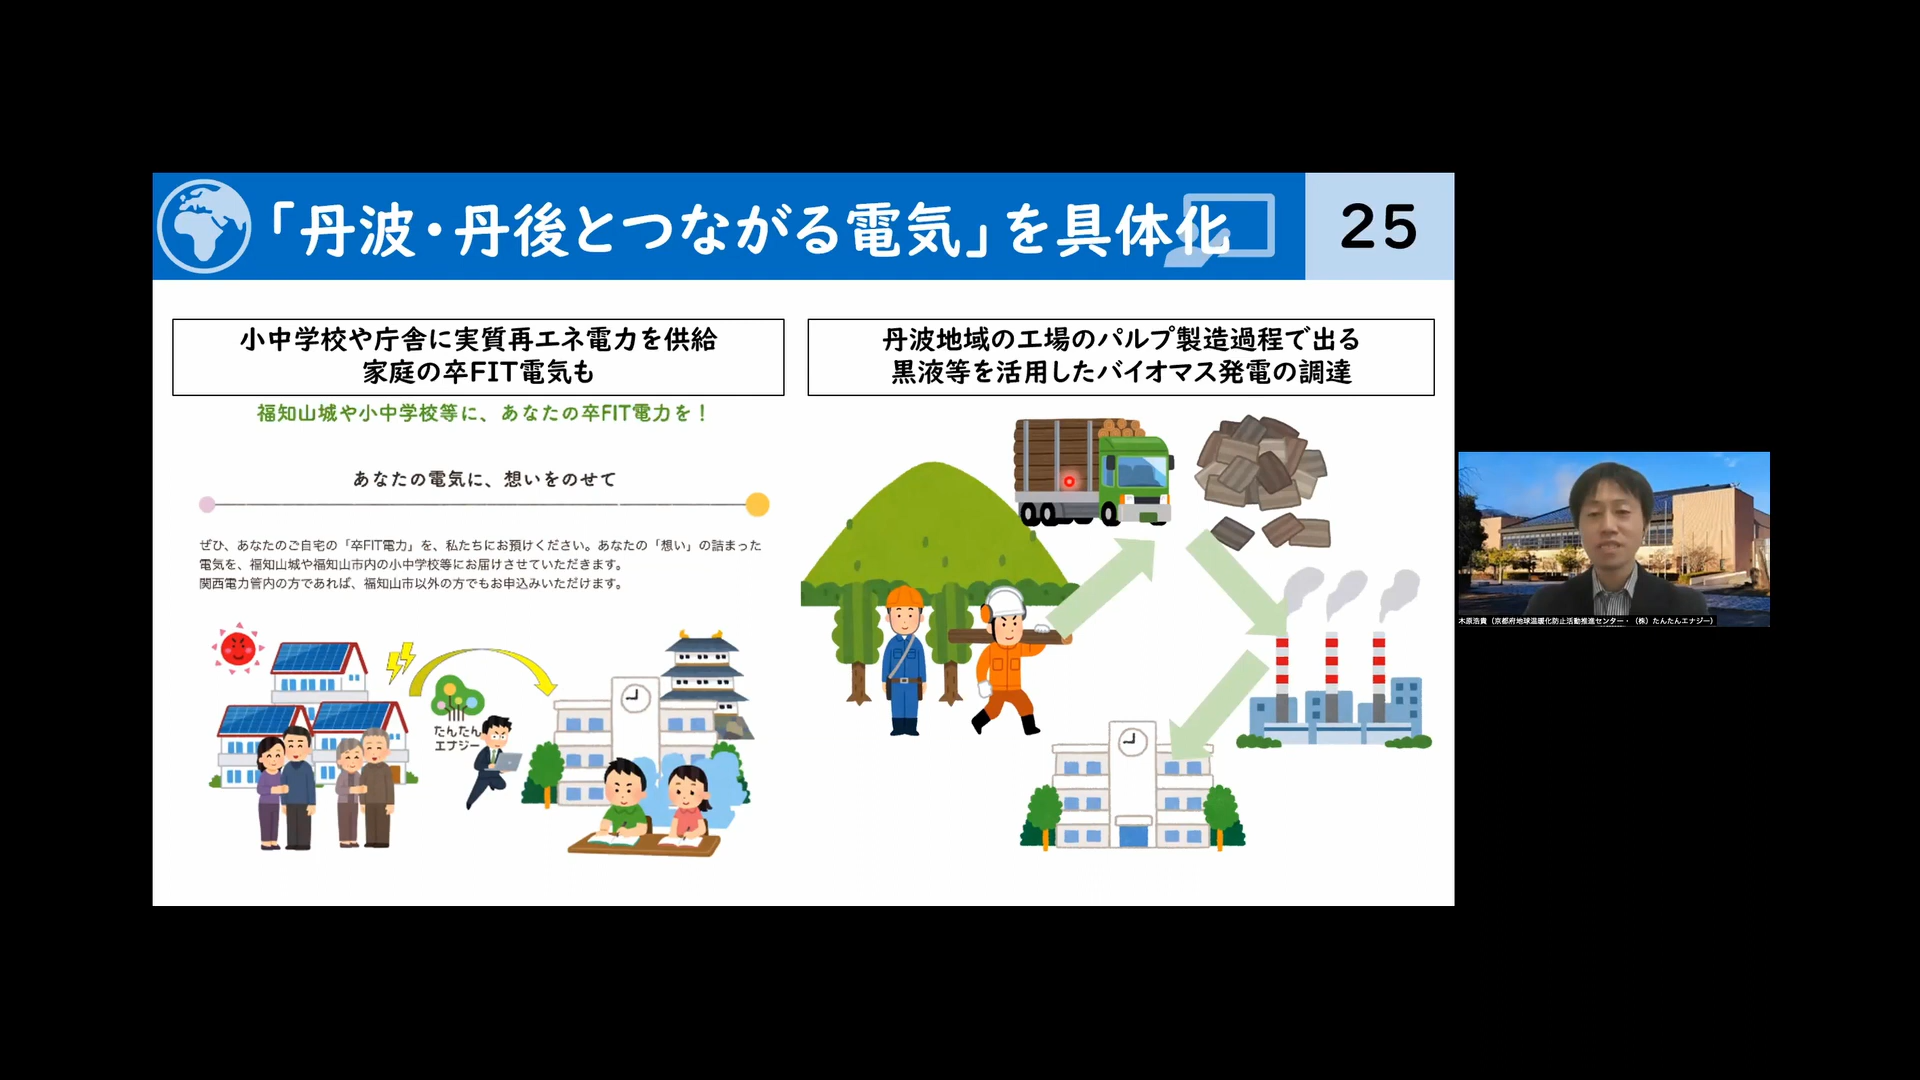 「丹波・丹後とつながる電気」を具体化
25
小中学校や庁舎に実質再エネ電力を供給
家庭の卒FIT電気も
福知山城や小中学校等に、あなたの卒FIT電力を！
あなたの電気に、想いをのせて
ぜひ、あなたのご自宅の「卒FIT電力」を、私たちにお預けください。あなたの「想い」の詰まった
電気を、福知山城や福知山市内の小中学校等にお届けさせていただきます。
関西電力管内の方であれば、福知山市以外の方でもお申込みいただけます。
たんたん
エナジー
丹波地域の工場のパルプ製造過程で出る
黒液等を活用したバイオマス発電の調達
木原浩貴（京都府地球温暖化防止活動推進センター・（株）たんたんエナジー）